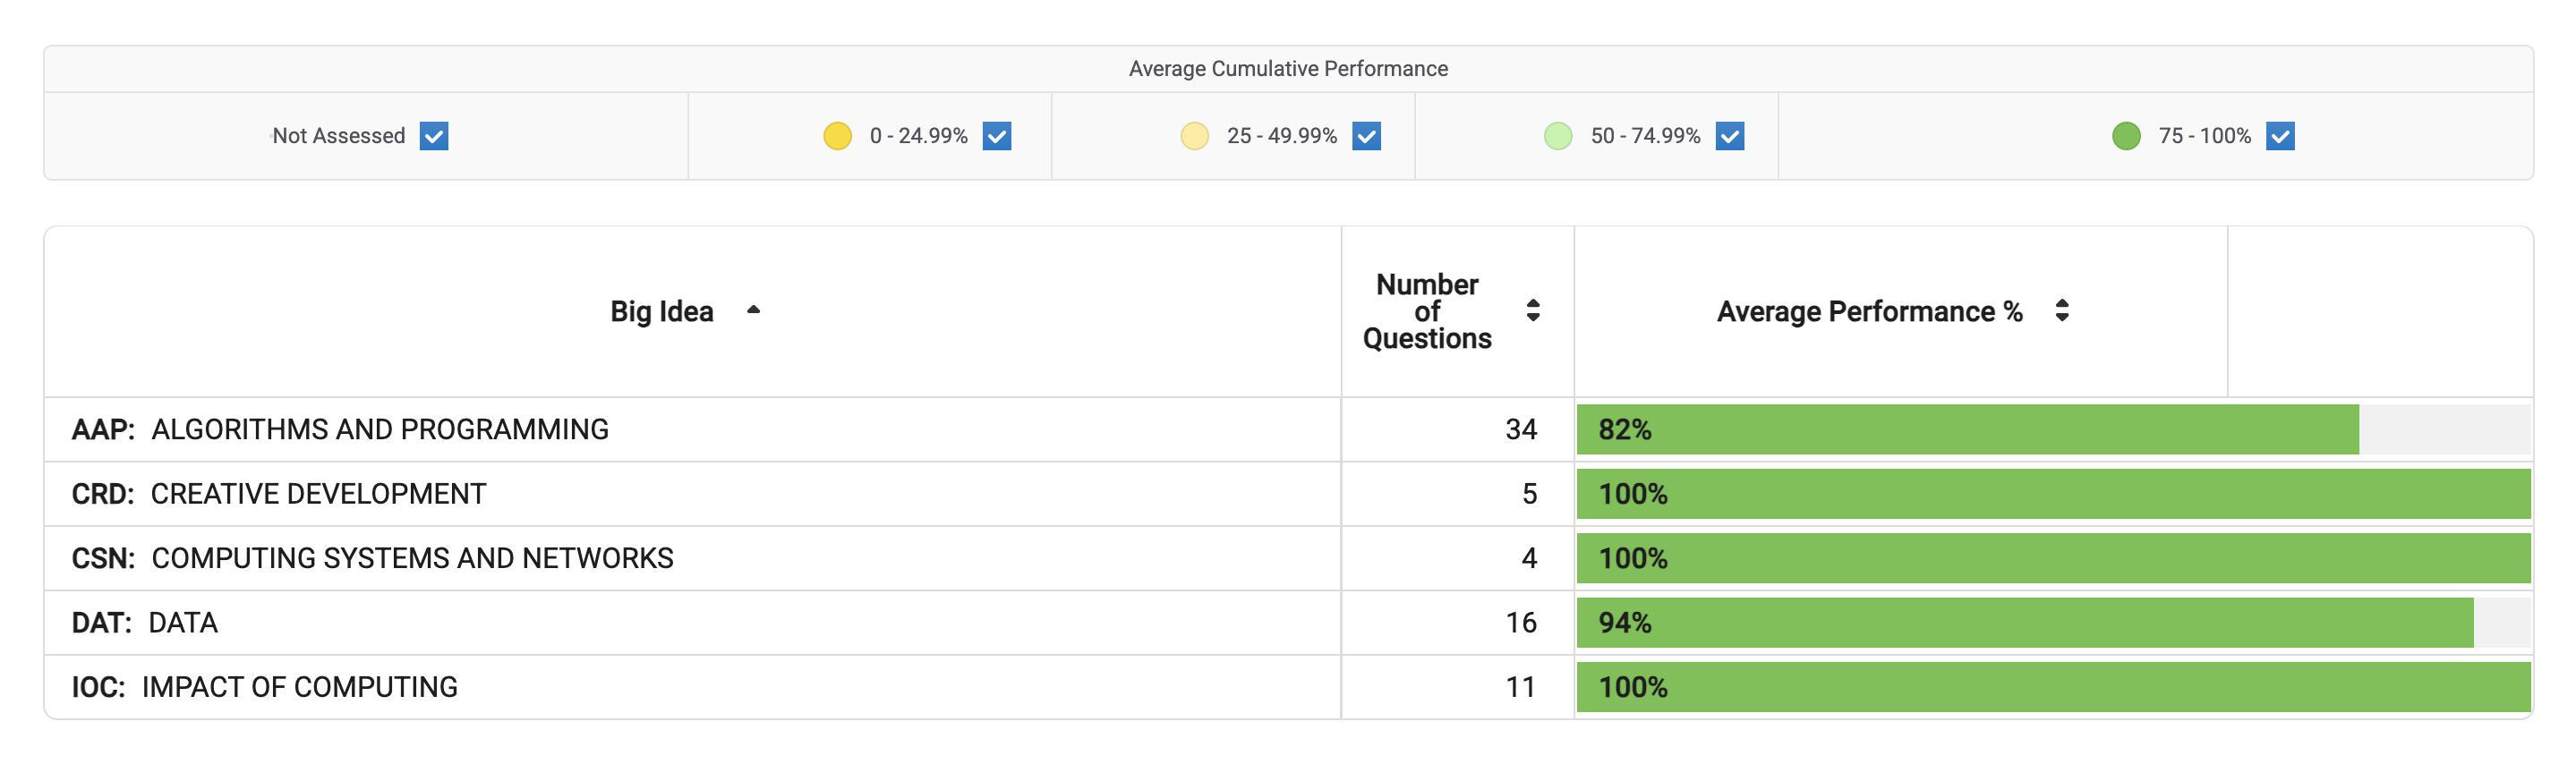 Average Cumulative Performance
Not Assessed 0 - 24.99% 25 - 49.99% 50 - 74.99% 75 - 100%
Big Idea Number of Questions Average Performance %
AAP: ALGORITHMS AND PROGRAMMING 34 82%
CRD: CREATIVE DEVELOPMENT 5 100%
CSN: COMPUTING SYSTEMS AND NETWORKS 4 100%
DAT: DATA 16 94%
IOC: IMPACT OF COMPUTING 11 100%